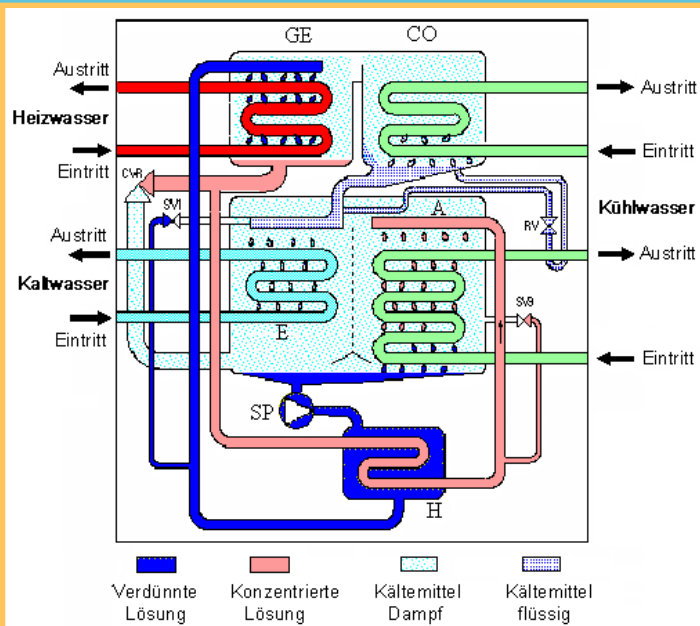 GE
CO
Austritt
Austritt
Heizwasser
Eintritt
Eintritt
CWR
SV1
A
RV
Kühlwasser
Austritt
Austritt
Kaltwasser
SV9
Eintritt
E
Eintritt
SP
H
Verdünnte
Lösung
Konzentrierte
Lösung
Kältemittel
Dampf
Kältemittel
flüssig